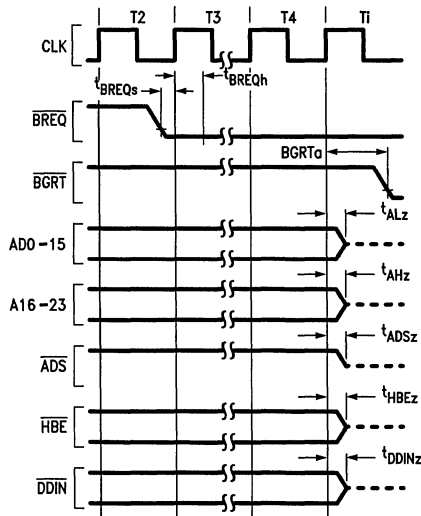 T2 T3 T4 Ti
CLK
tBREQs tBREQh
BREQ
BGRTa
BGRT
tALz
AD0-15
tAHz
A16-23
tADSz
ADS
tHBEz
HBE
tDDINz
DDIN